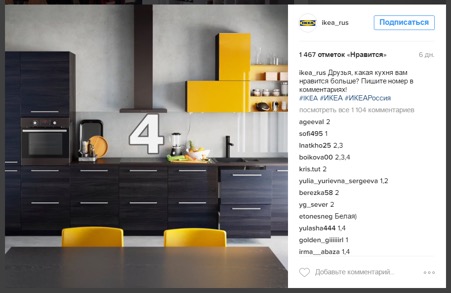 4
ikea_rus
Подписаться
1 467 отметок «Нравится»
6 дн.
ikea_rus Друзья, какая кухня вам
нравится больше? Пишите номер в
комментариях!
#IKEA #ИКЕА #ИКЕАРоссия
посмотреть все 1 104 комментариев
ageeval 2
sofi495 1
lnatkho25 2,3
boikova00 2,3,4
kris.tut 2
yulia_yurievna_sergeeva 1,2
berezka58 2
yg_sever 2
etonesneg Белая)
yulasha444 1,4
golden_giiiiiirl 1
irma__abaza 1,4
Добавьте комментарий...